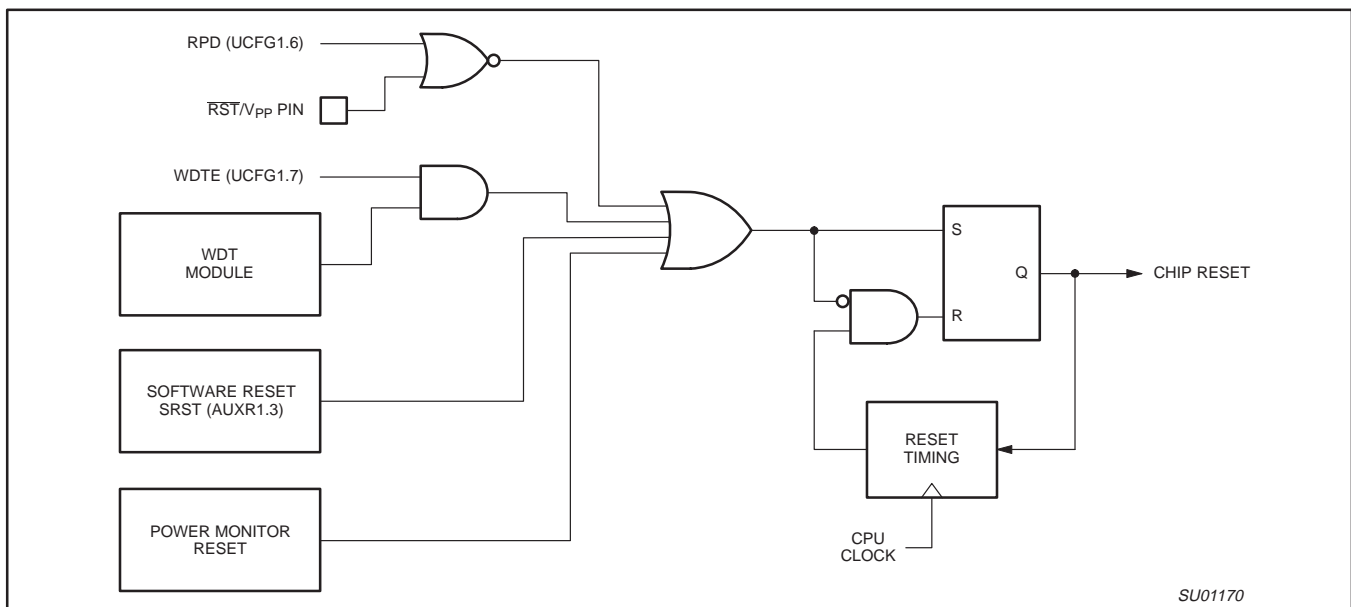 RPD (UCFG1.6)
RST/VPP PIN
WDTE (UCFG1.7)
WDT
MODULE
SOFTWARE RESET
SRST (AUXR1.3)
POWER MONITOR
RESET
S
Q
R
CHIP RESET
RESET
TIMING
CPU
CLOCK
SU01170